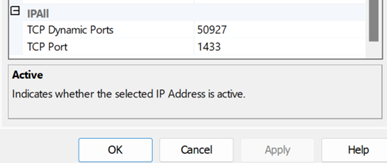 IPAll
TCP Dynamic Ports 50927
TCP Port 1433
Active
Indicates whether the selected IP Address is active.
OK Cancel Apply Help